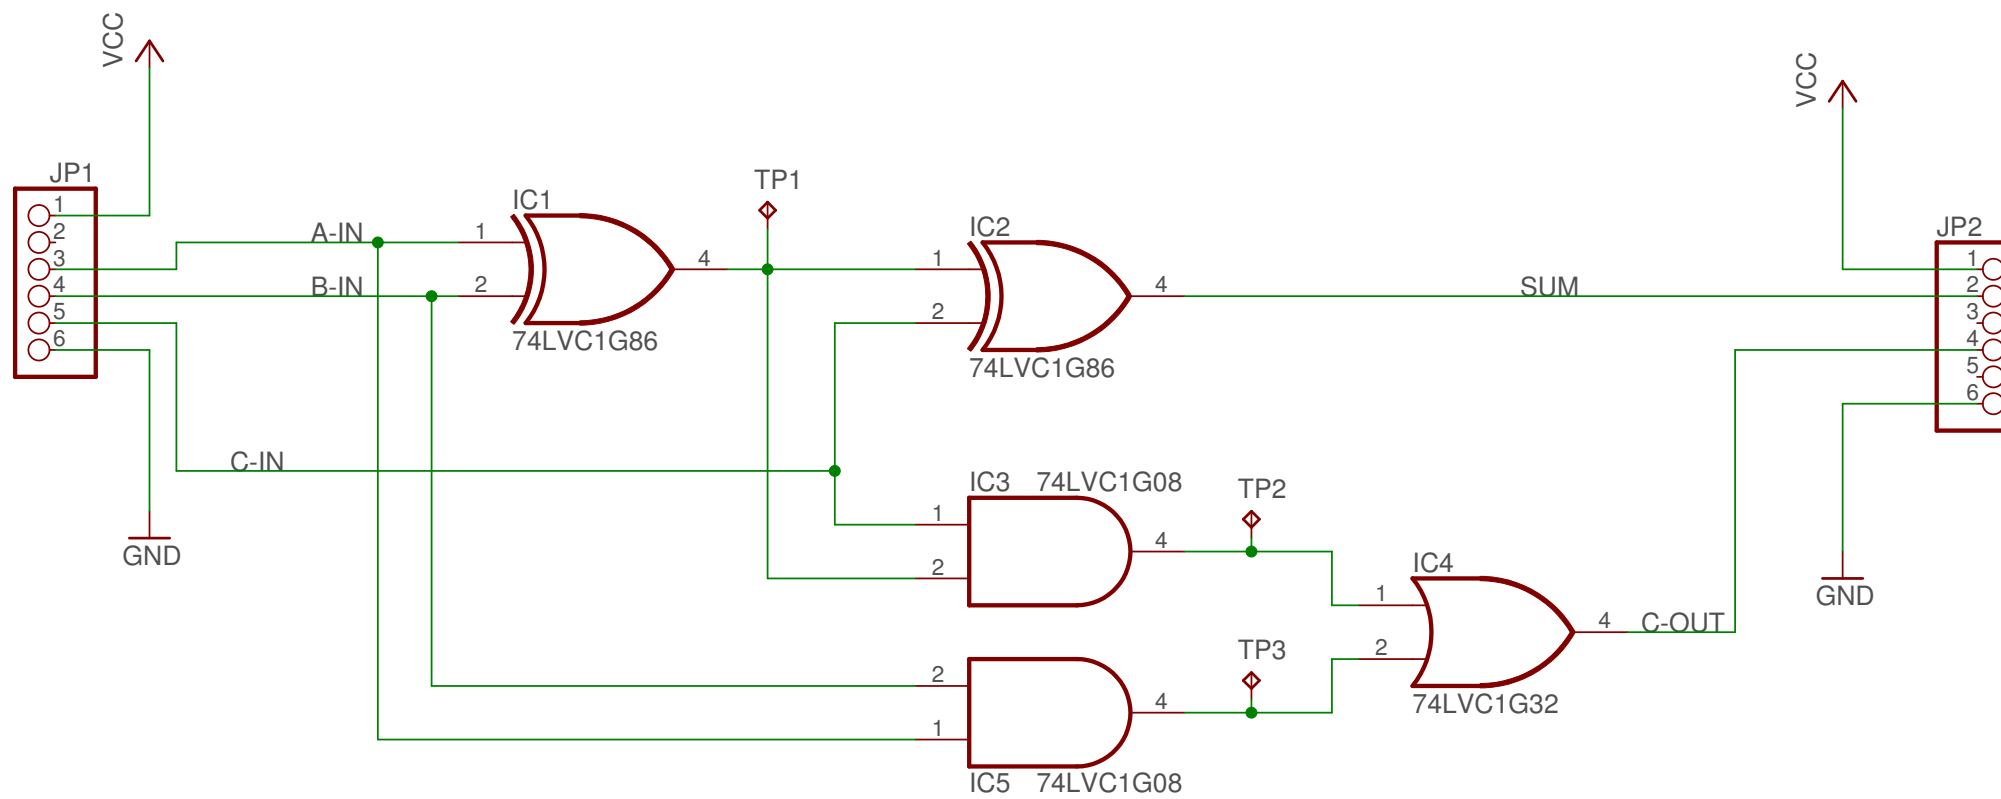 VCC
JP1
1
2
3
4
5
6
A-IN
B-IN
C-IN
GND
IC1
1
2
4
74LVC1G86
TP1
IC2
1
2
4
74LVC1G86
SUM
IC3 74LVC1G08
1
2
4
TP2
2
1
4
IC5 74LVC1G08
TP3
IC4
1
2
4
74LVC1G32
C-OUT
VCC
JP2
1
2
3
4
5
6
GND